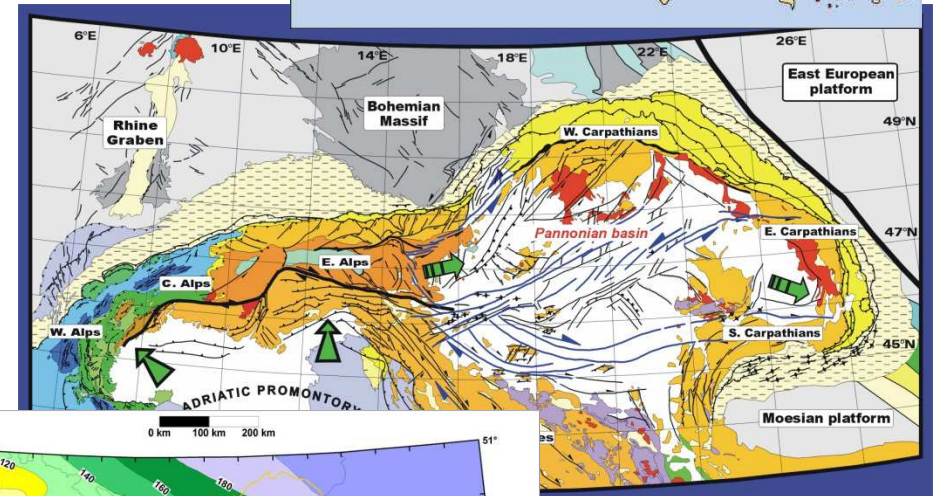 6°E
10°E
14°E
18°E
22°E
26°E
East European
platform
Bohemian
Massif
49°N
Rhine
Graben
W. Carpathians
Pannonian basin
E. Carpathians
47°N
E. Alps
C. Alps
W. Alps
S. Carpathians
45°N
ADRIATIC PROMONTORY
Moesian platform
0 km 100 km 200 km
51°
120
140
160
180
es